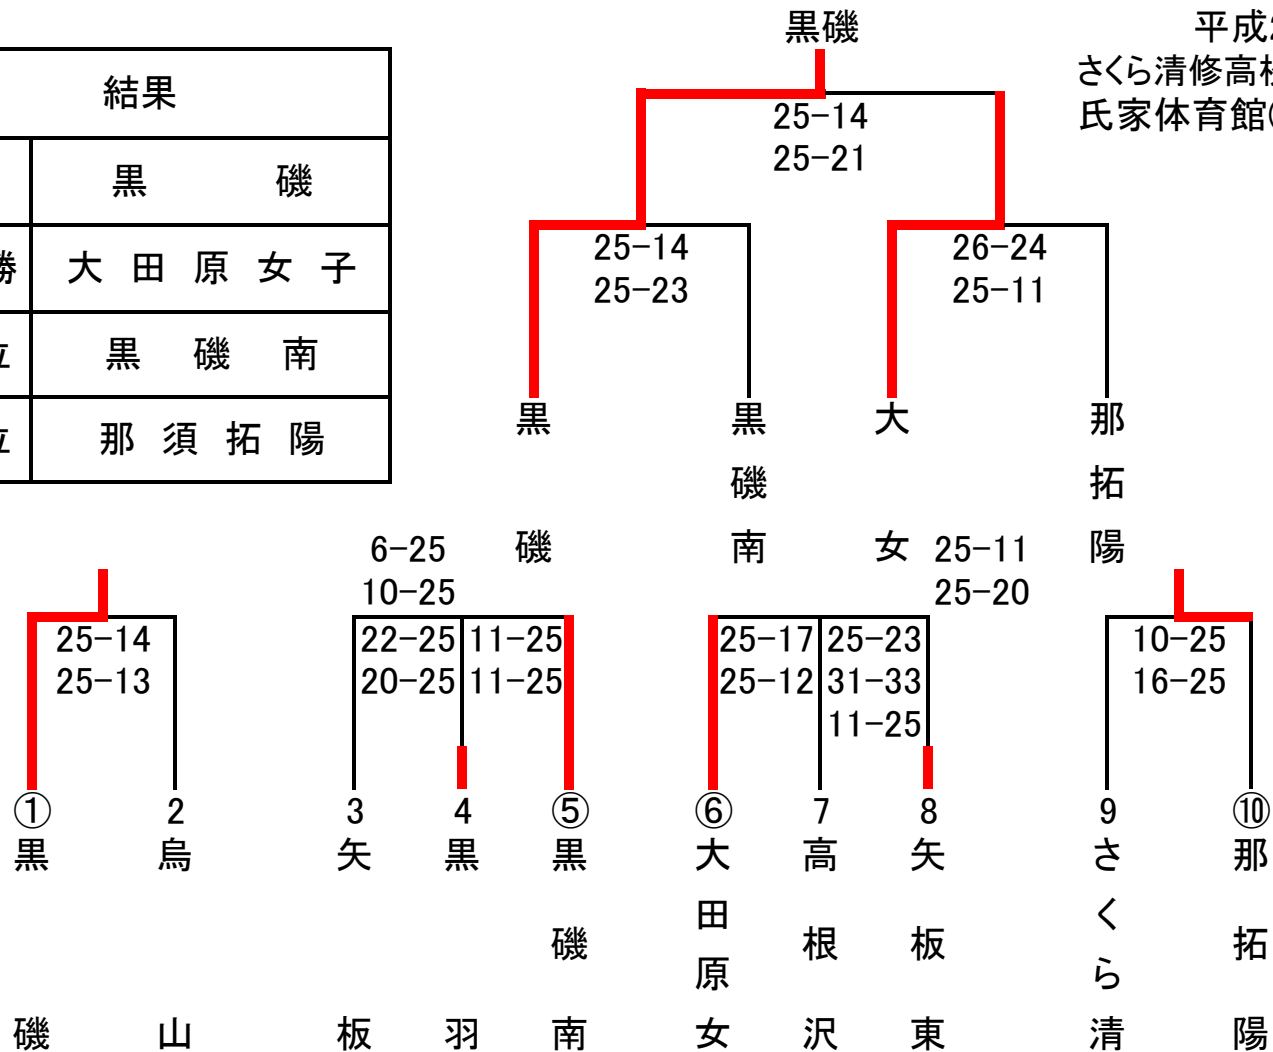 黒磯
平成2
さくら清修高校
氏家体育館(
結果
黒 磯
勝 大田原女子
位 黒磯南
位 那須拓陽
25-14
25-21
25-14
25-23
26-24
25-11
黒磯
黒磯南
大女
那拓陽
6-25
10-25
25-11
25-20
25-14
25-13
22-25
20-25
11-25
11-25
25-17
25-12
25-23
31-33
11-25
10-25
16-25
① 2 3 4 ⑤ ⑥ 7 8 9 ⑩
黒磯
烏山
矢板
黒羽
黒磯南
大田原女
高根沢
矢板東
さくら清
那拓陽